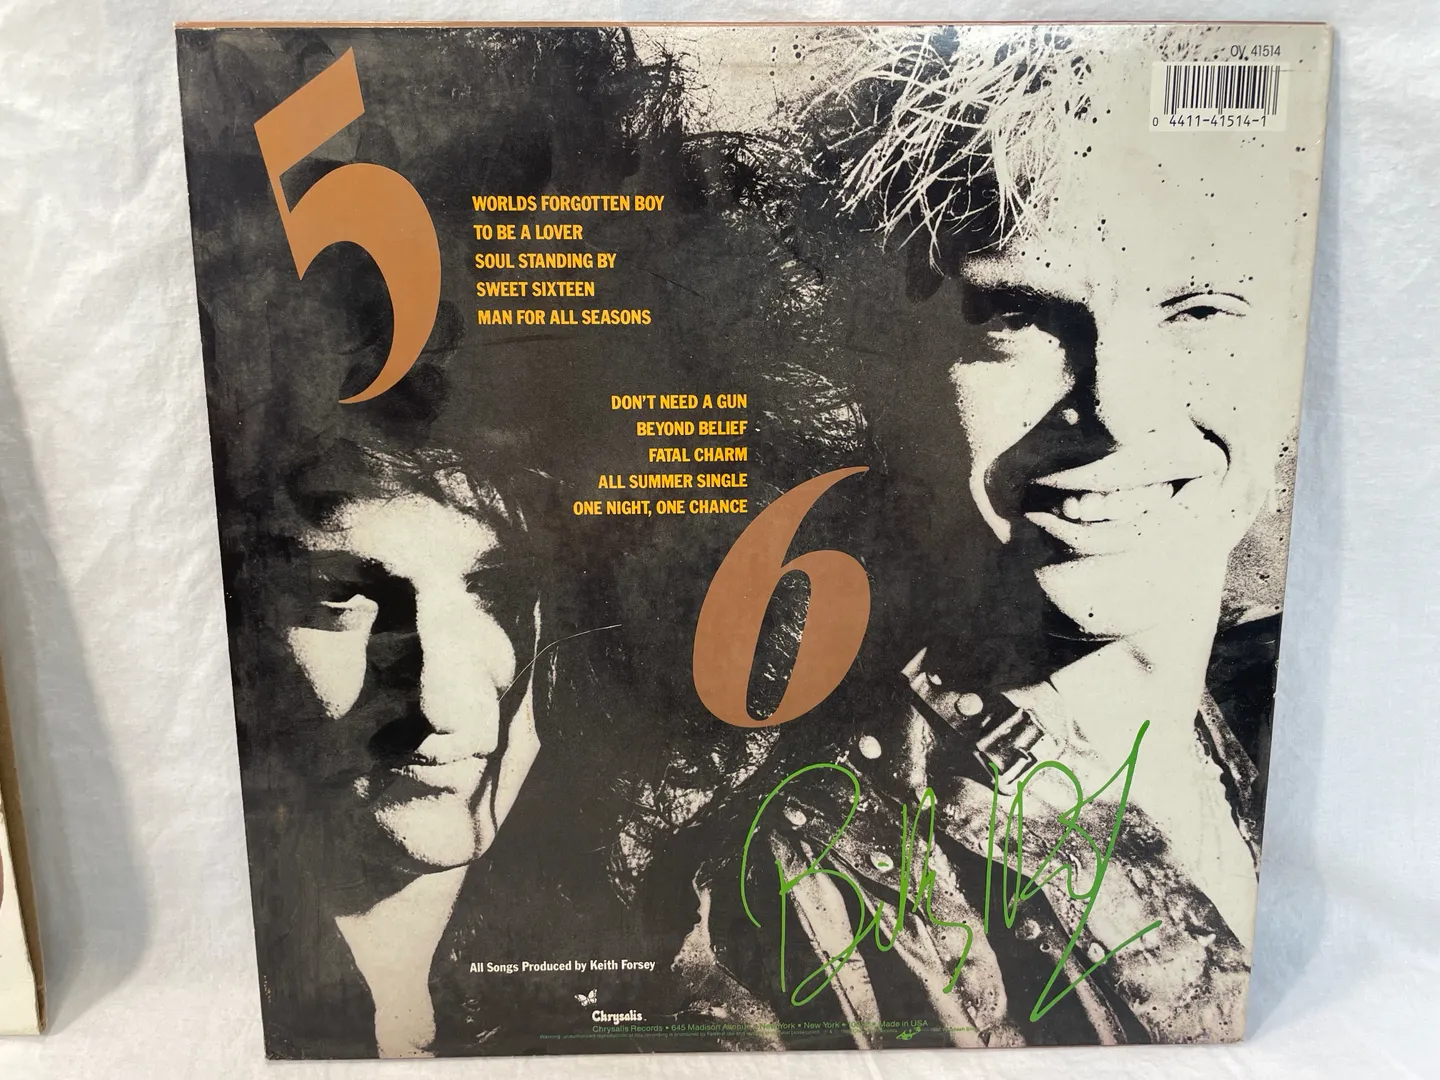 OV 41514
0 4411-41514-1
5
WORLDS FORGOTTEN BOY
TO BE A LOVER
SOUL STANDING BY
SWEET SIXTEEN
MAN FOR ALL SEASONS
DON'T NEED A GUN
BEYOND BELIEF
FATAL CHARM
ALL SUMMER SINGLE
ONE NIGHT, ONE CHANCE
6
Billy Idol
All Songs Produced by Keith Forsey
Chrysalis
Chrysalis Records • 645 Madison Avenue • New York • New York • Made in USA